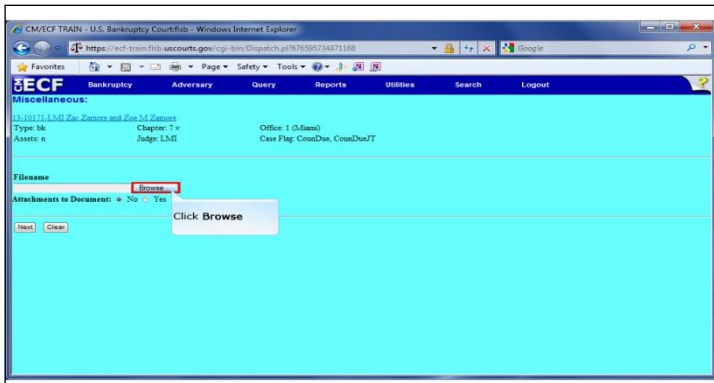 CM/ECF TRAIN - U.S. Bankruptcy Court:flsb - Windows Internet Explorer
https://ecf-train.flsb.uscourts.gov/cgi-bin/Dispatch.pl?676595734871168
Google
Favorites Page Safety Tools
ECF Bankruptcy Adversary Query Reports Utilities Search Logout ?
Miscellaneous:
13-10171-LMI Zac Zamore and Zoe M Zamore
Type: bk Chapter: 7 v Office: 1 (Miami)
Assets: n Judge: LMI Case Flag: CounDue, CounDueJT
Filename
Browse...
Attachments to Document: No Yes
Click Browse
Next Clear